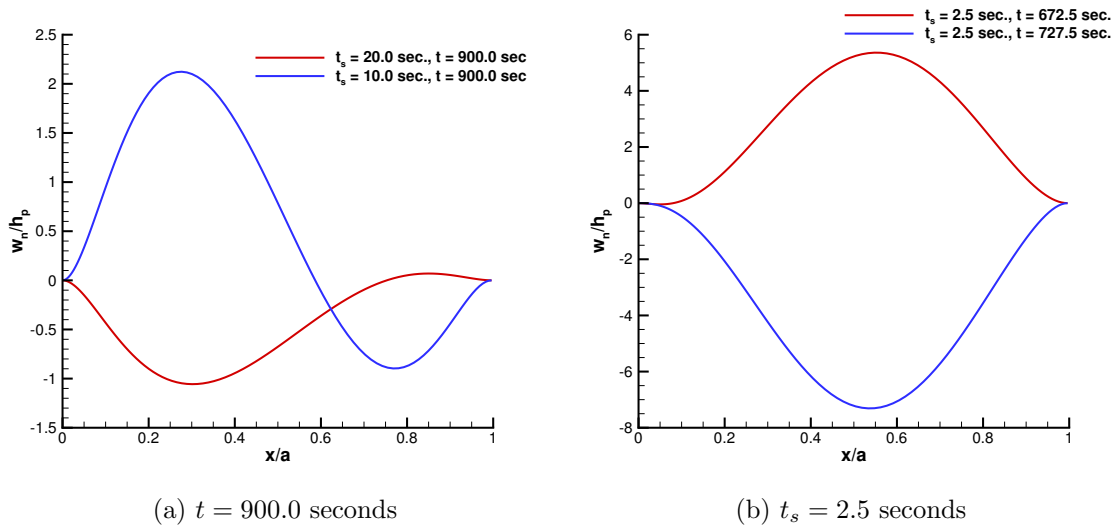 t_s = 20.0 sec., t = 900.0 sec
t_s = 10.0 sec., t = 900.0 sec
2.5
2
1.5
1
0.5
0
-0.5
-1
-1.5
w_n/h_p
0 0.2 0.4 0.6 0.8 1
x/a
(a) t = 900.0 seconds
t_s = 2.5 sec., t = 672.5 sec.
t_s = 2.5 sec., t = 727.5 sec.
6
4
2
0
-2
-4
-6
-8
w_n/h_p
0 0.2 0.4 0.6 0.8 1
x/a
(b) t_s = 2.5 seconds